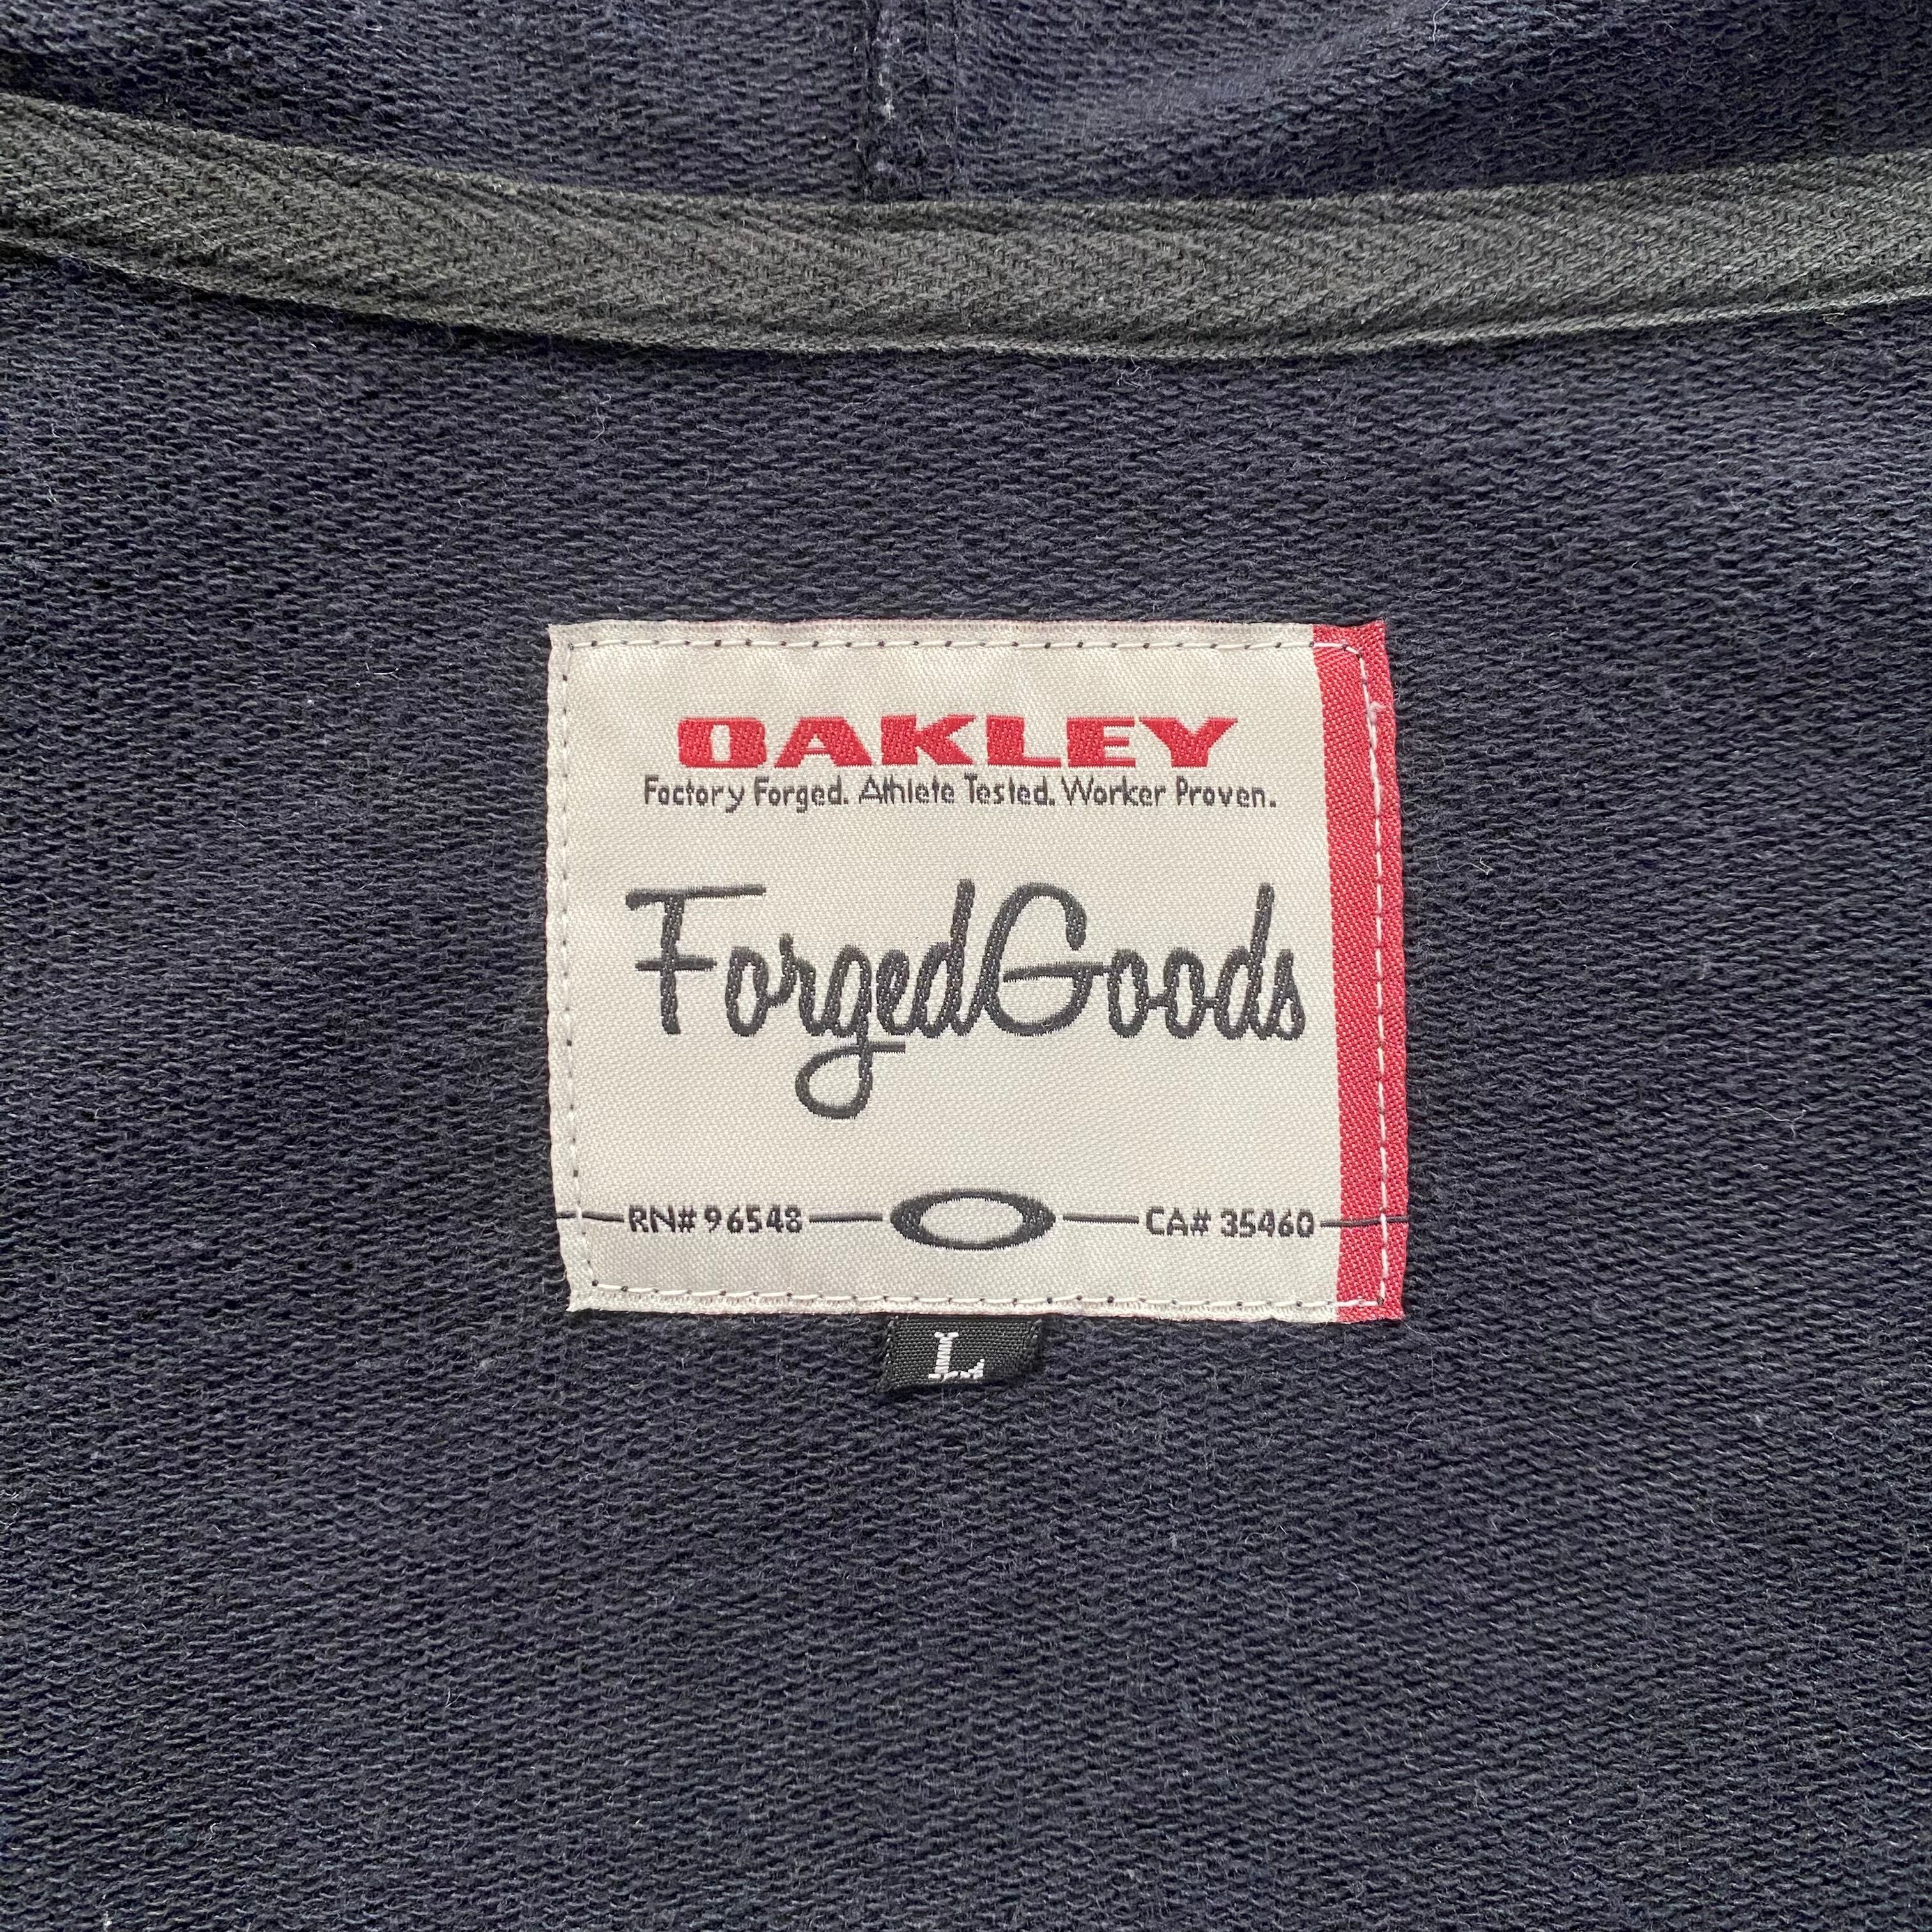 OAKLEY
Factory Forged. Athlete Tested. Worker Proven.
ForgedGoods
RN# 96548 CA# 35460
L